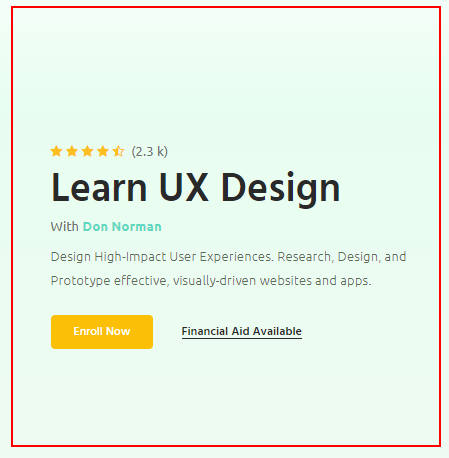 (2.3 k)
Learn UX Design
With Don Norman
Design High-Impact User Experiences. Research, Design, and
Prototype effective, visually-driven websites and apps.
Enroll Now Financial Aid Available